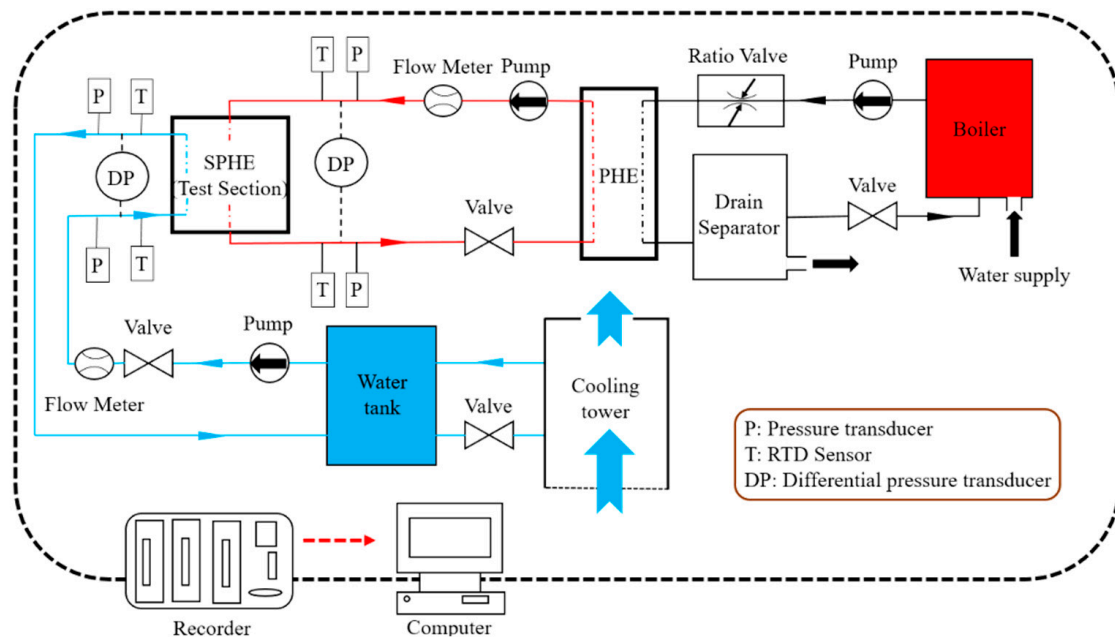 T
P
Flow Meter
Pump
Ratio Valve
Pump
P
T
Boiler
DP
SPHE
(Test Section)
DP
PHE
Drain
Separator
Valve
Valve
P
T
T
P
Water supply
Valve
Pump
Flow Meter
Water
tank
Valve
Cooling
tower
P: Pressure transducer
T: RTD Sensor
DP: Differential pressure transducer
Recorder
Computer